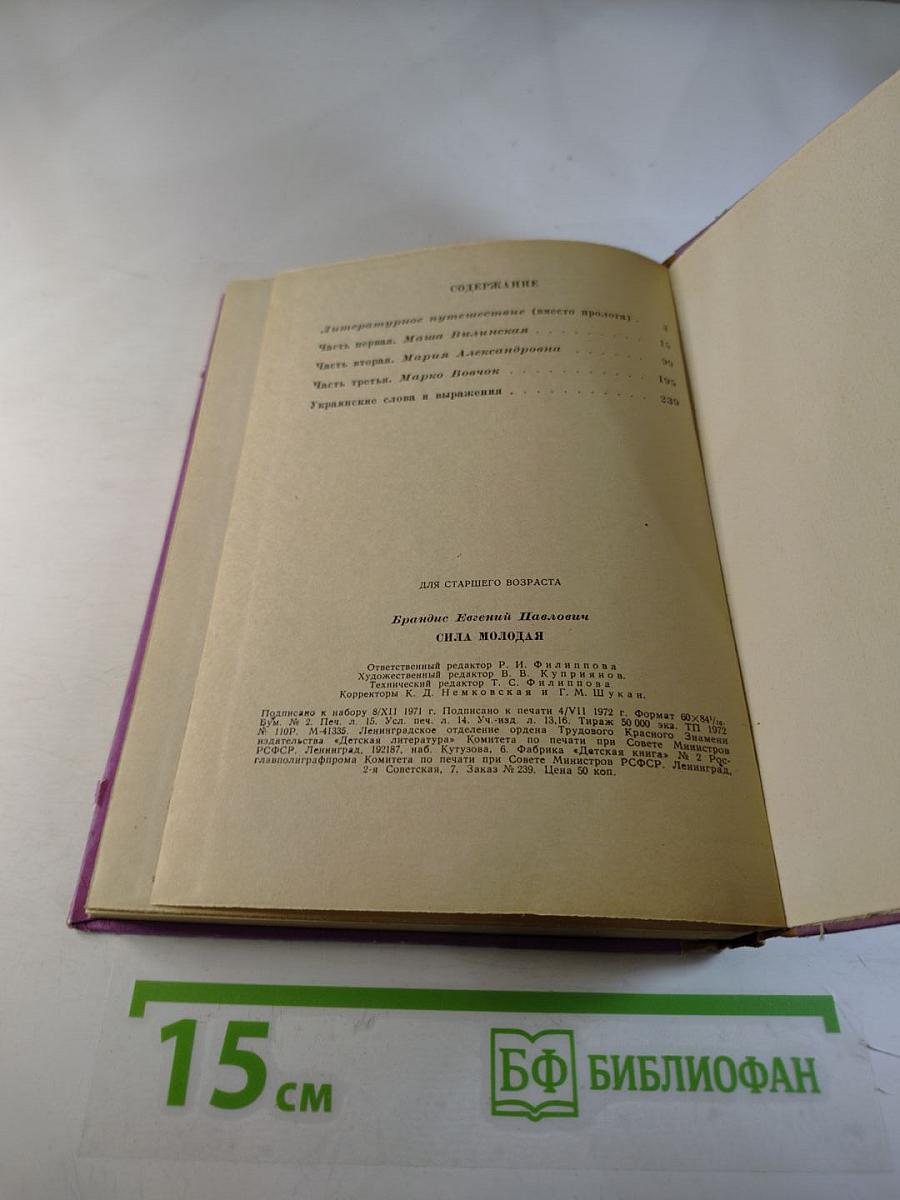 СОДЕРЖАНИЕ
Литературное путешествие (вместо пролога) . 3
Часть первая. Маша Вилинская . . . . . . . . 15
Часть вторая. Мария Александровна . . . . . 99
Часть третья. Марко Вовчок . . . . . . . . . . 195
Украинские слова и выражения . . . . . . . . . . 239
ДЛЯ СТАРШЕГО ВОЗРАСТА
Брандис Евгений Павлович
СИЛА МОЛОДАЯ
Ответственный редактор Р. И. Филиппова
Художественный редактор В. В. Куприянов.
Технический редактор Т. С. Филиппова
Корректоры К. Д. Немковская и Г. М. Шукан.
Подписано к набору 8/XII 1971 г. Подписано к печати 4/VII 1972 г. Формат 60×84¹/₁₆.
Бум. № 2. Печ. л. 15. Усл. печ. л. 14. Уч.-изд. л. 13,16. Тираж 50 000 экз. ТП 1972
№ 110Р. М-41335. Ленинградское отделение ордена Трудового Красного Знамени
издательства «Детская литература» Комитета по печати при Совете Министров
РСФСР. Ленинград, 192187, наб. Кутузова, 6. Фабрика «Детская книга» № 2 Рос-
главполиграфпрома Комитета по печати при Совете Министров РСФСР. Ленинград,
2-я Советская, 7. Заказ № 239. Цена 50 коп.
15 см
БФ БИБЛИОФАН